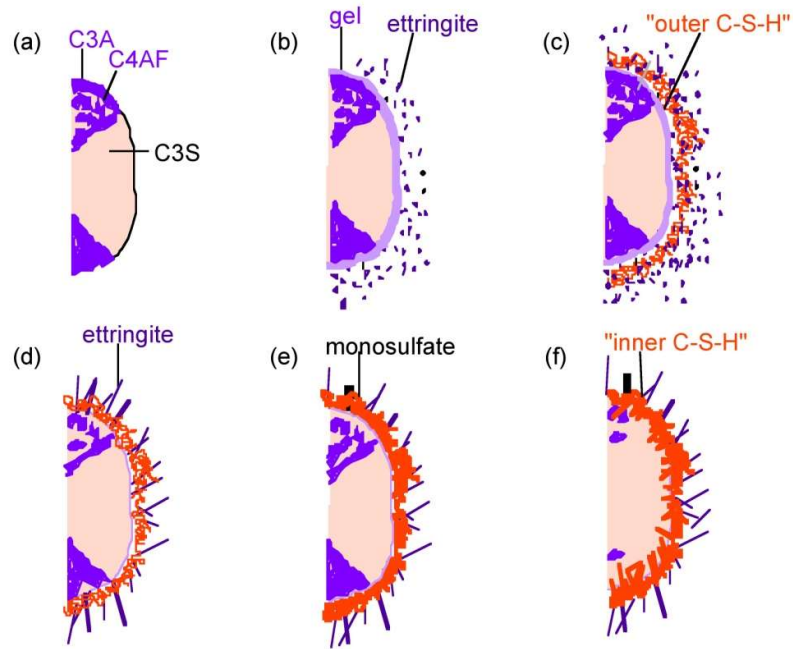 (a)
C3A
C4AF
C3S
(b)
gel
ettringite
(c)
"outer C-S-H"
(d)
ettringite
(e)
monosulfate
(f)
"inner C-S-H"